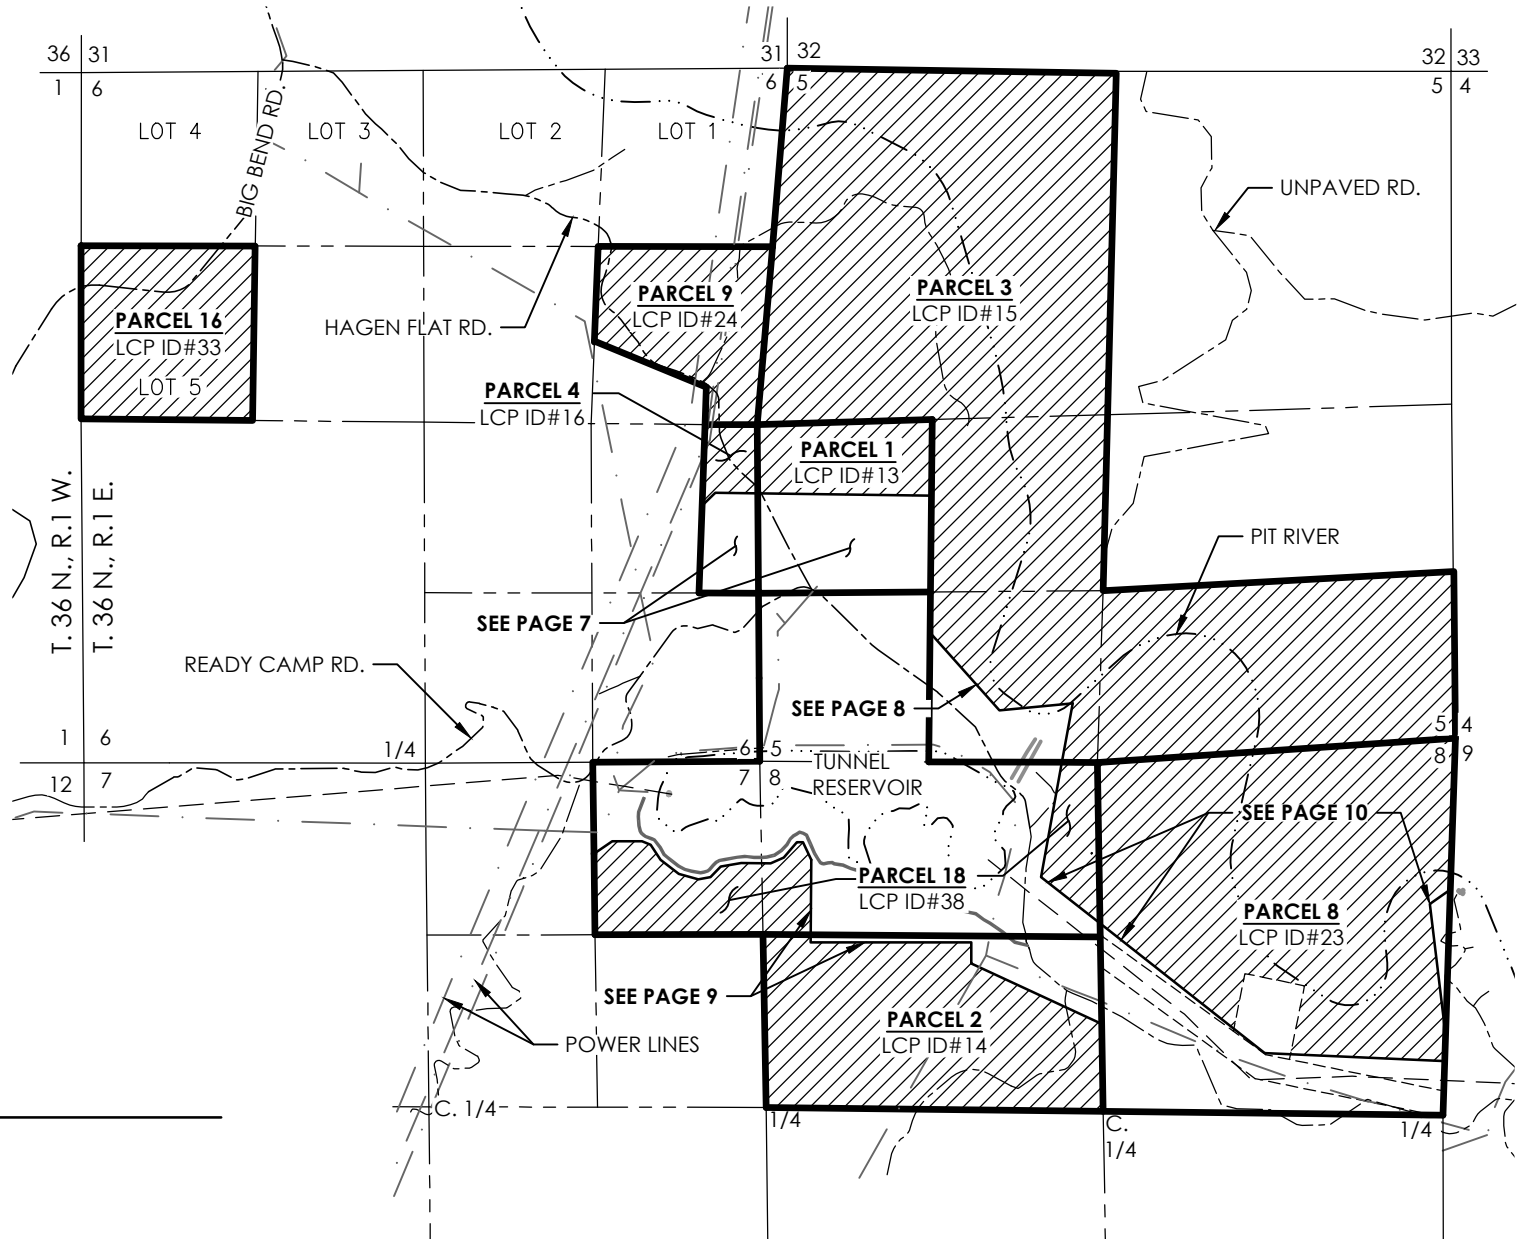 36 31
31 32
32 33
1 6
6 5
5 4
LOT 4
LOT 3
LOT 2
LOT 1
BIG BEND RD.
UNPAVED RD.
PARCEL 9
LCP ID#24
PARCEL 3
LCP ID#15
PARCEL 16
LCP ID#33
LOT 5
HAGEN FLAT RD.
PARCEL 4
LCP ID#16
PARCEL 1
LCP ID#13
T. 36 N., R.1 W.
T. 36 N., R.1 E.
PIT RIVER
SEE PAGE 7
READY CAMP RD.
SEE PAGE 8
1 6
1/4
6 5
5 4
12 7
7 8
8 9
TUNNEL
RESERVOIR
SEE PAGE 10
PARCEL 18
LCP ID#38
PARCEL 8
LCP ID#23
SEE PAGE 9
PARCEL 2
LCP ID#14
POWER LINES
C. 1/4
1/4
C.
1/4
1/4